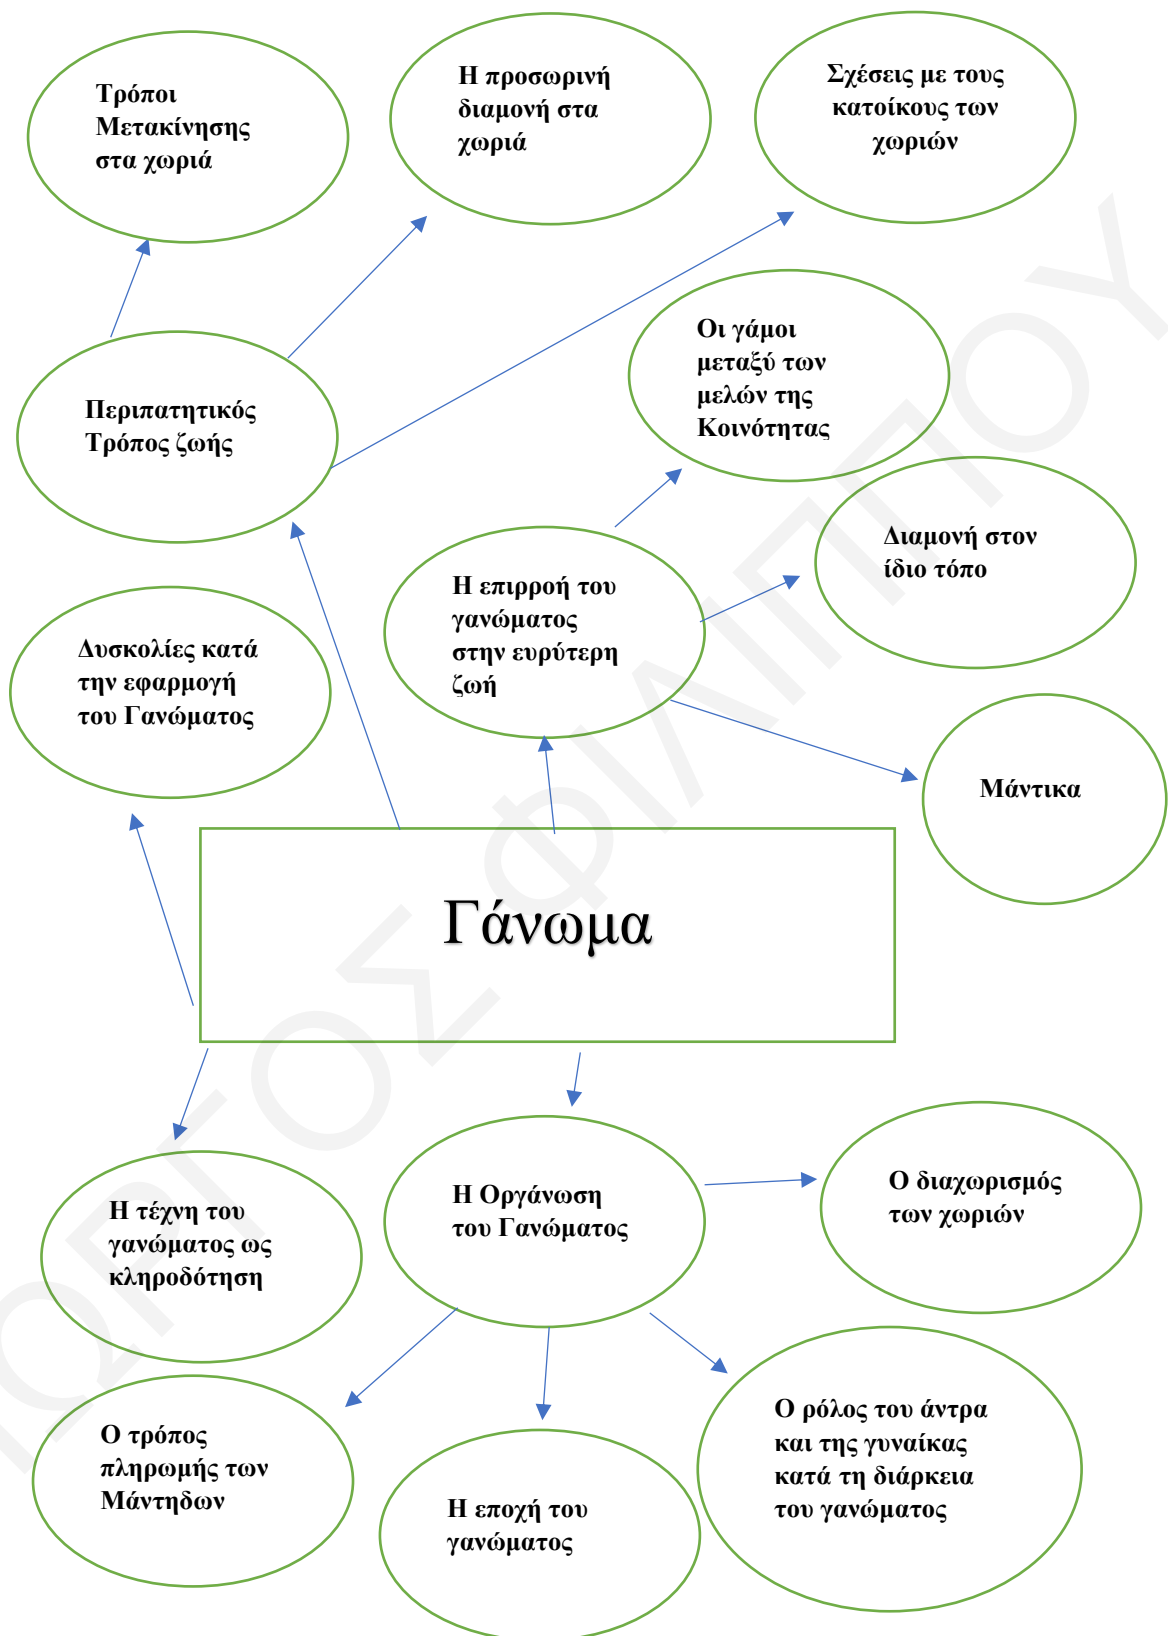 Τρόποι
Μετακίνησης
στα χωριά
Η προσωρινή
διαμονή στα
χωριά
Σχέσεις με τους
κατοίκους των
χωριών
Οι γάμοι
μεταξύ των
μελών της
Κοινότητας
Περιπατητικός
Τρόπος ζωής
Διαμονή στον
ίδιο τόπο
Η επιρροή του
γανώματος
στην ευρύτερη
ζωή
Δυσκολίες κατά
την εφαρμογή
του Γανώματος
Μάντικα
Γάνωμα
Η τέχνη του
γανώματος ως
κληροδότηση
Η Οργάνωση
του Γανώματος
Ο διαχωρισμός
των χωριών
Ο τρόπος
πληρωμής των
Μάντηδων
Η εποχή του
γανώματος
Ο ρόλος του άντρα
και της γυναίκας
κατά τη διάρκεια
του γανώματος
ΩΡΓΟΣ ΦΙΛΙΠΠΟΥ